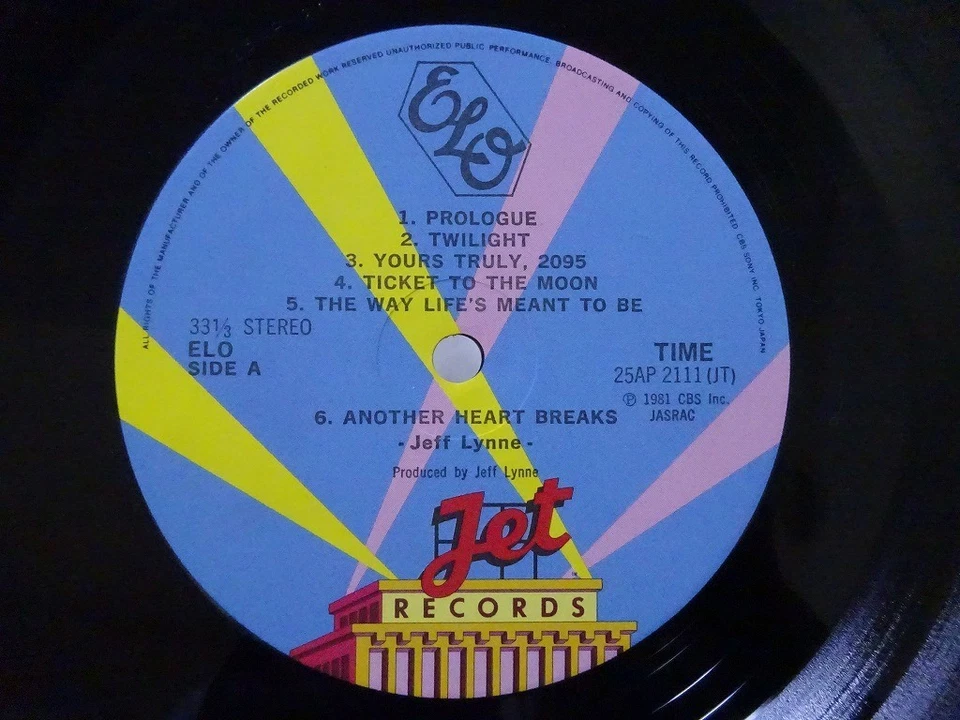 ALL RIGHTS OF THE MANUFACTURER AND OF THE OWNER OF THE RECORDED WORK RESERVED UNAUTHORIZED PUBLIC PERFORMANCE, BROADCASTING AND COPYING OF THIS RECORD PROHIBITED. CBS/SONY INC. TOKYO JAPAN
ELO
1. PROLOGUE
2. TWILIGHT
3. YOURS TRULY, 2095
4. TICKET TO THE MOON
5. THE WAY LIFE'S MEANT TO BE
33⅓ STEREO
ELO
SIDE A
TIME
25AP 2111 (JT)
℗ 1981 CBS Inc.
JASRAC
6. ANOTHER HEART BREAKS
- Jeff Lynne -
Produced by Jeff Lynne
Jet
RECORDS